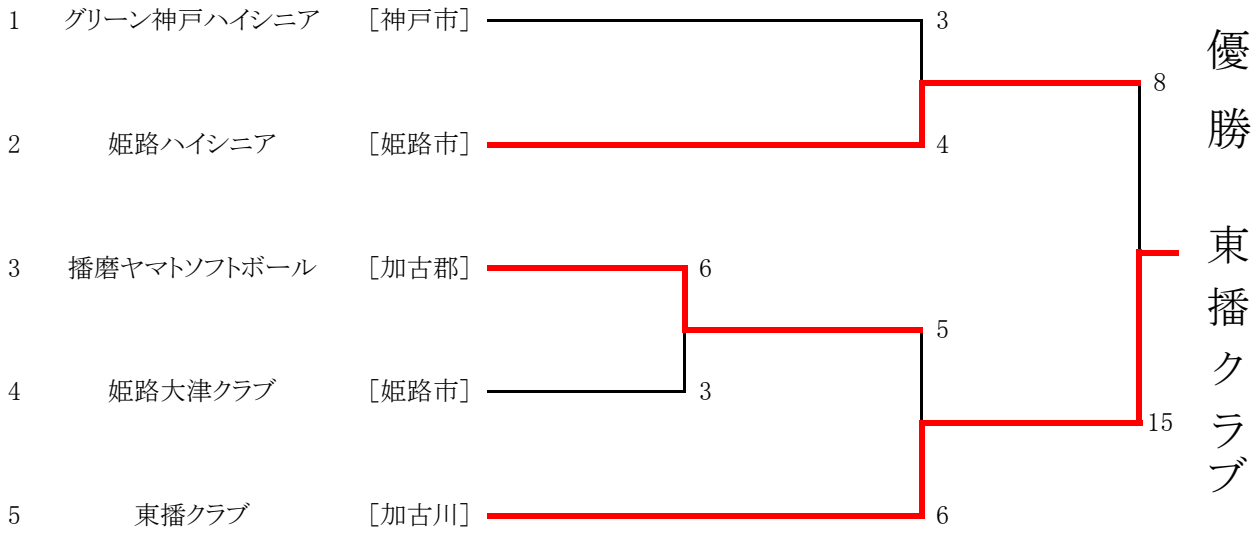 1 グリーン神戸ハイシニア ［神戸市］ 3
8
2 姫路ハイシニア ［姫路市］ 4
3 播磨ヤマトソフトボール ［加古郡］ 6
5
4 姫路大津クラブ ［姫路市］ 3
15
5 東播クラブ ［加古川］ 6
優勝 東播クラブ